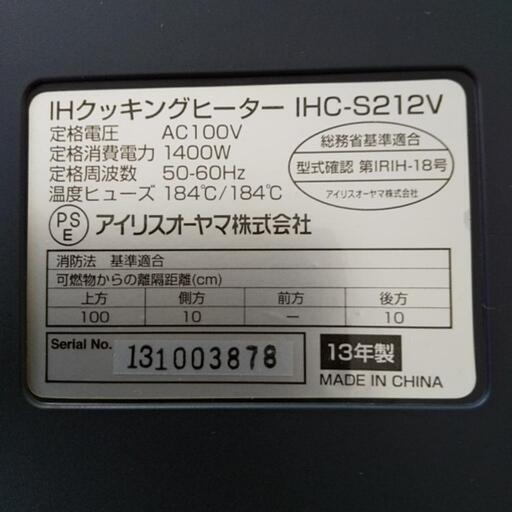 IHクッキングヒーター IHC-S212V
定格電圧 AC100V
定格消費電力 1400W
定格周波数 50-60Hz
温度ヒューズ 184℃/184℃
総務省基準適合
型式確認 第IRIH-18号
アイリスオーヤマ株式会社
PSE アイリスオーヤマ株式会社
消防法 基準適合
可燃物からの離隔距離(cm)
上方 側方 前方 後方
100 10 — 10
Serial No. 131003878
13年製
MADE IN CHINA